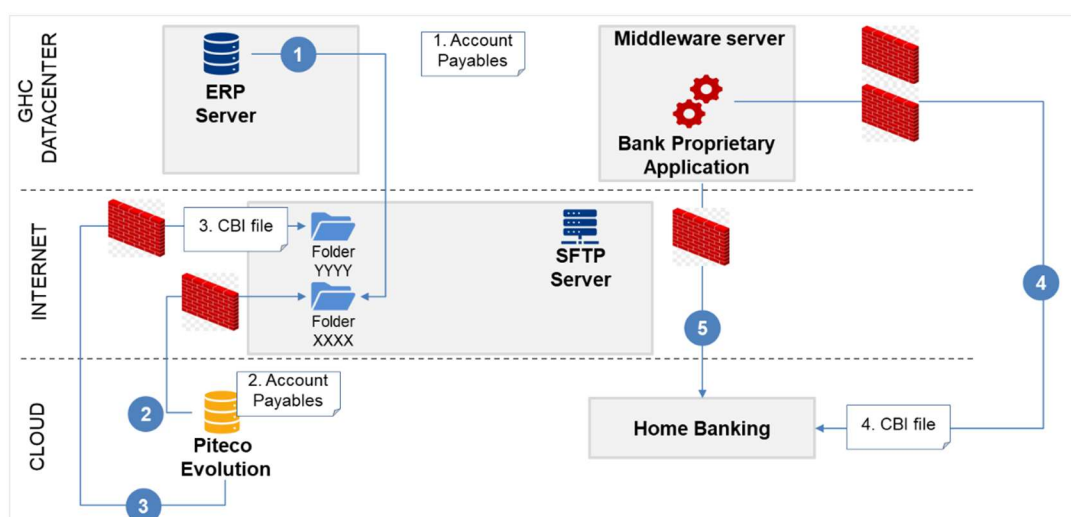 GHC
DATACENTER
1
ERP
Server
1. Account
Payables
Middleware server
Bank Proprietary
Application
INTERNET
3. CBI file
Folder
YYYY
Folder
XXXX
SFTP
Server
4
5
CLOUD
2
2. Account
Payables
Piteco
Evolution
3
Home Banking
4. CBI file